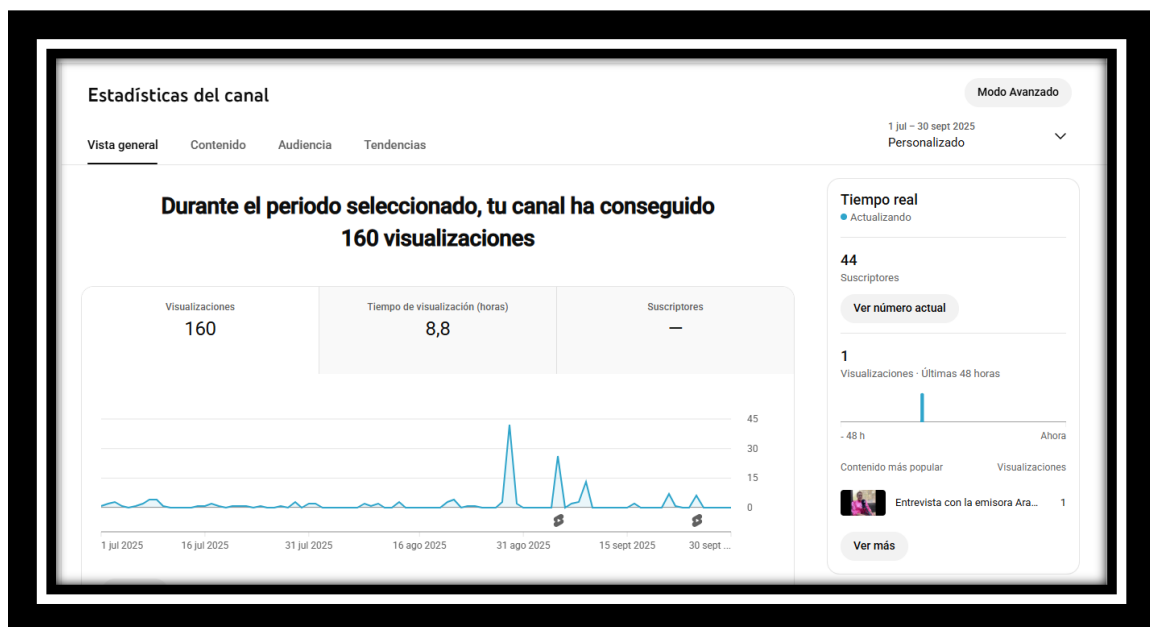 Estadísticas del canal
Modo Avanzado
Vista general Contenido Audiencia Tendencias
1 jul – 30 sept 2025
Personalizado
Durante el periodo seleccionado, tu canal ha conseguido
160 visualizaciones
Visualizaciones
160
Tiempo de visualización (horas)
8,8
Suscriptores
—
45
30
15
0
1 jul 2025 16 jul 2025 31 jul 2025 16 ago 2025 31 ago 2025 15 sept 2025 30 sept ...
Tiempo real
Actualizando
44
Suscriptores
Ver número actual
1
Visualizaciones · Últimas 48 horas
- 48 h Ahora
Contenido más popular Visualizaciones
Entrevista con la emisora Ara... 1
Ver más